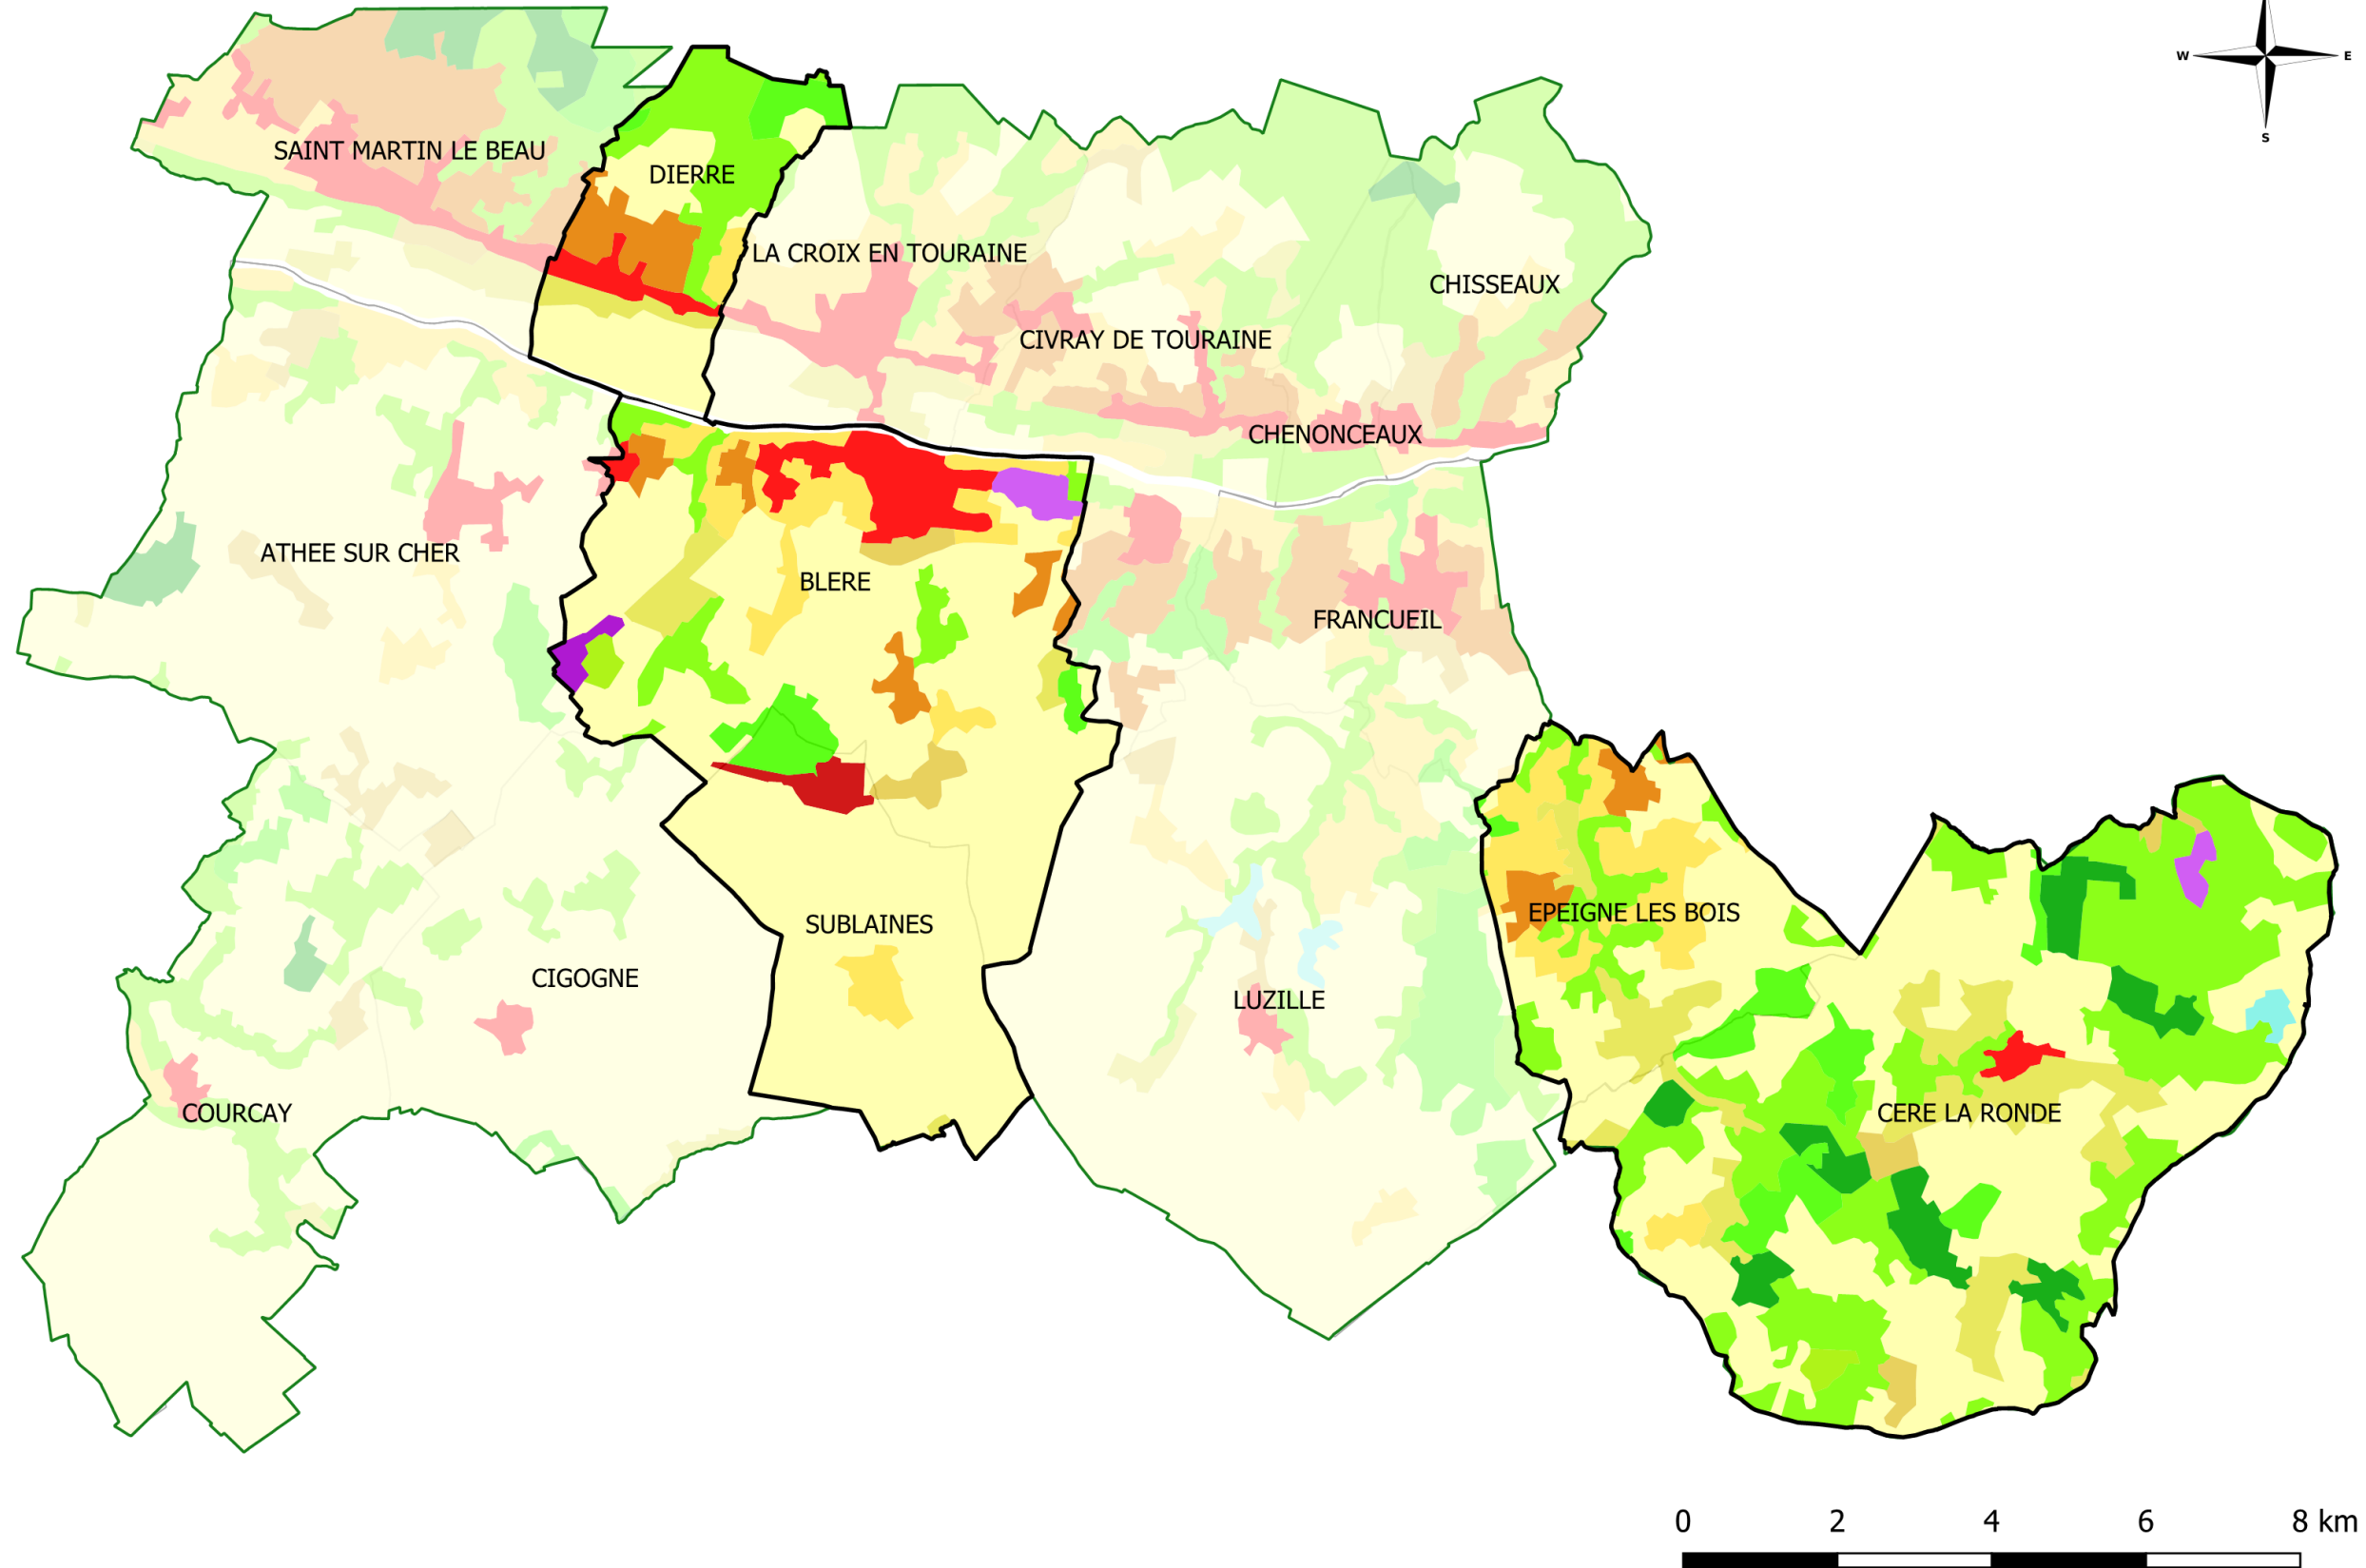 W E
S
SAINT MARTIN LE BEAU
DIERRE
LA CROIX EN TOURAINE
CHISSEAUX
CIVRAY DE TOURAINE
CHENONCEAUX
ATHEE SUR CHER
BLERE
FRANCUEIL
EPEIGNE LES BOIS
SUBLAINES
CIGOGNE
LUZILLE
COURCAY
CERE LA RONDE
0 2 4 6 8 km